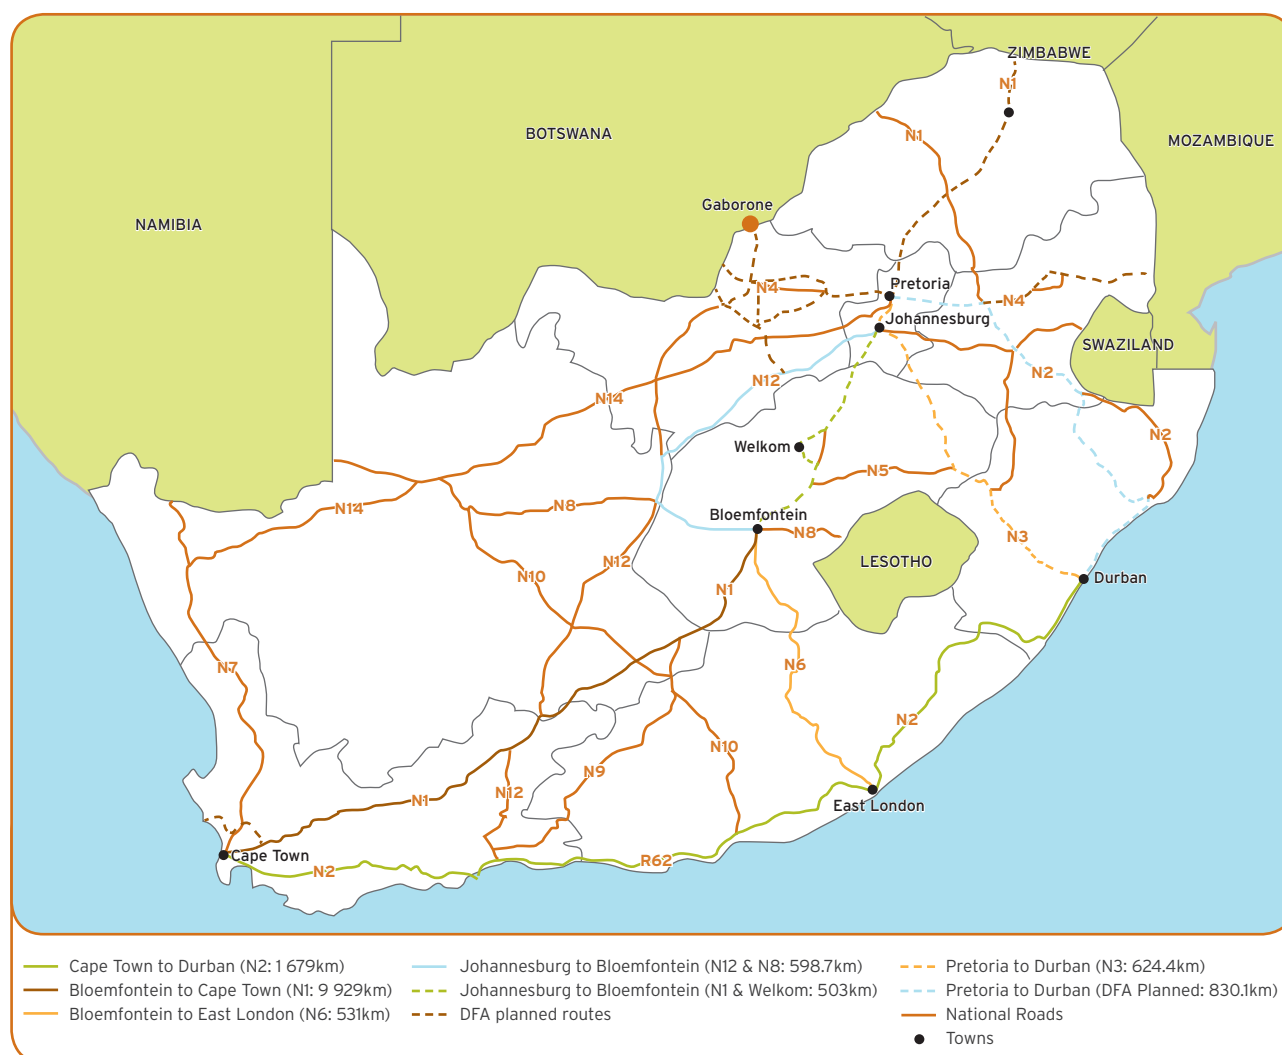 ZIMBABWE
N1
BOTSWANA
N1
MOZAMBIQUE
Gaborone
NAMIBIA
Pretoria
N4
N4
Johannesburg
SWAZILAND
N2
N12
N14
N2
Welkom
N5
N14
N8
Bloemfontein
N8
N3
LESOTHO
N12
N10
Durban
N1
N7
N6
N2
N10
N9
N12
N1
East London
Cape Town
R62
N2
Cape Town to Durban (N2: 1 679km)
Bloemfontein to Cape Town (N1: 9 929km)
Bloemfontein to East London (N6: 531km)
Johannesburg to Bloemfontein (N12 & N8: 598.7km)
Johannesburg to Bloemfontein (N1 & Welkom: 503km)
DFA planned routes
Pretoria to Durban (N3: 624.4km)
Pretoria to Durban (DFA Planned: 830.1km)
National Roads
Towns